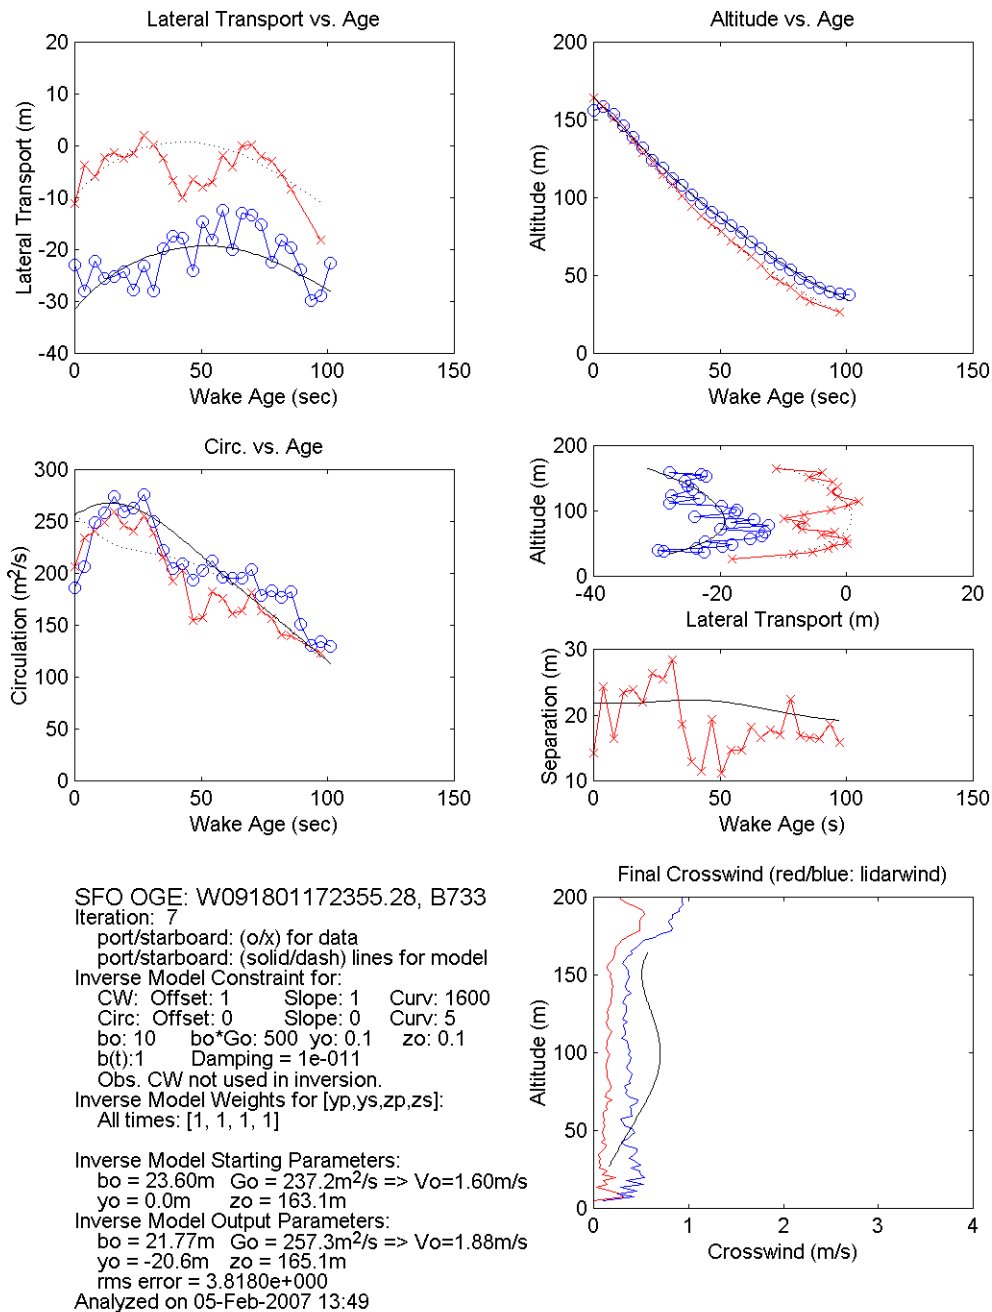 Lateral Transport vs. Age
20
10
0
-10
-20
-30
-40
Lateral Transport (m)
0
50
100
150
Wake Age (sec)
Altitude vs. Age
200
150
100
50
0
Altitude (m)
0
50
100
150
Wake Age (sec)
Circ. vs. Age
300
250
200
150
100
50
0
Circulation (m²/s)
0
50
100
150
Wake Age (sec)
200
100
0
Altitude (m)
-40
-20
0
20
Lateral Transport (m)
30
20
10
Separation (m)
0
50
100
150
Wake Age (s)
SFO OGE: W091801172355.28, B733
Iteration: 7
port/starboard: (o/x) for data
port/starboard: (solid/dash) lines for model
Inverse Model Constraint for:
CW: Offset: 1 Slope: 1 Curv: 1600
Circ: Offset: 0 Slope: 0 Curv: 5
bo: 10 bo*Go: 500 yo: 0.1 zo: 0.1
b(t):1 Damping = 1e-011
Obs. CW not used in inversion.
Inverse Model Weights for [yp,ys,zp,zs]:
All times: [1, 1, 1, 1]
Inverse Model Starting Parameters:
bo = 23.60m Go = 237.2m²/s => Vo=1.60m/s
yo = 0.0m zo = 163.1m
Inverse Model Output Parameters:
bo = 21.77m Go = 257.3m²/s => Vo=1.88m/s
yo = -20.6m zo = 165.1m
rms error = 3.8180e+000
Analyzed on 05-Feb-2007 13:49
Final Crosswind (red/blue: lidarwind)
200
150
100
50
0
Altitude (m)
0
1
2
3
4
Crosswind (m/s)